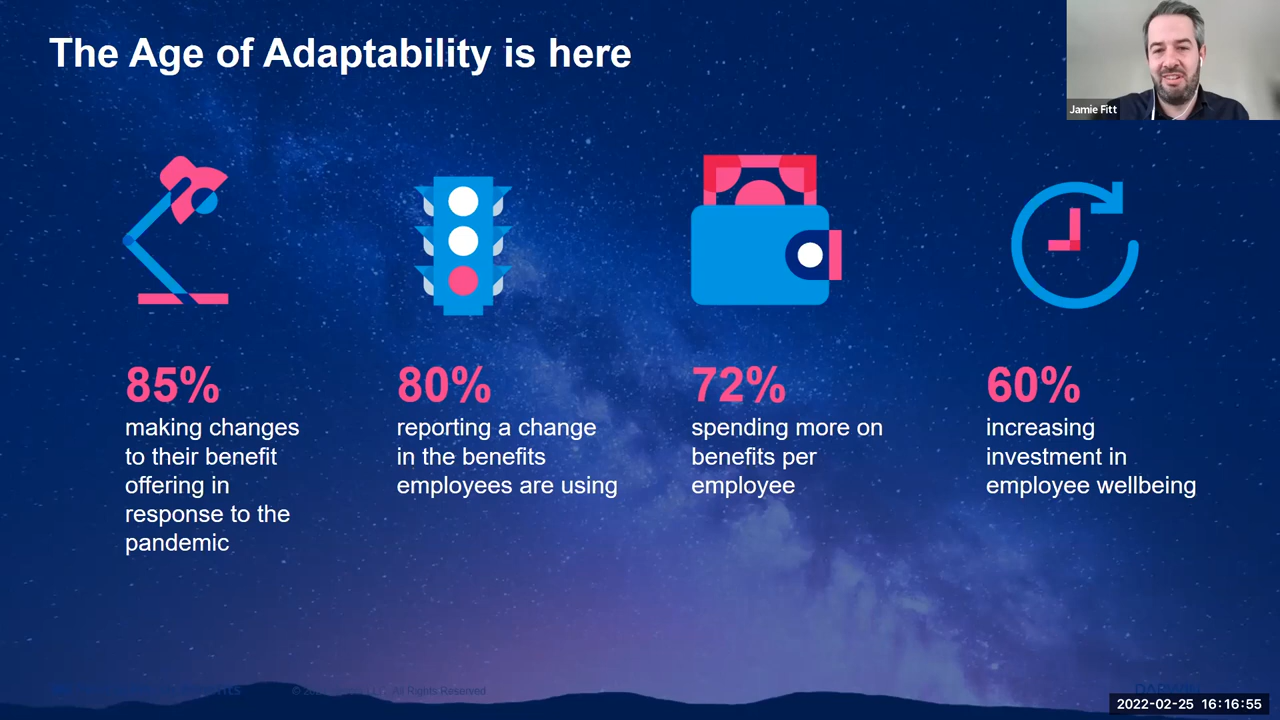 The Age of Adaptability is here
Jamie Fitt
85%
making changes
to their benefit
offering in
response to the
pandemic
80%
reporting a change
in the benefits
employees are using
72%
spending more on
benefits per
employee
60%
increasing
investment in
employee wellbeing
All Rights Reserved
2022-02-25 16:16:55